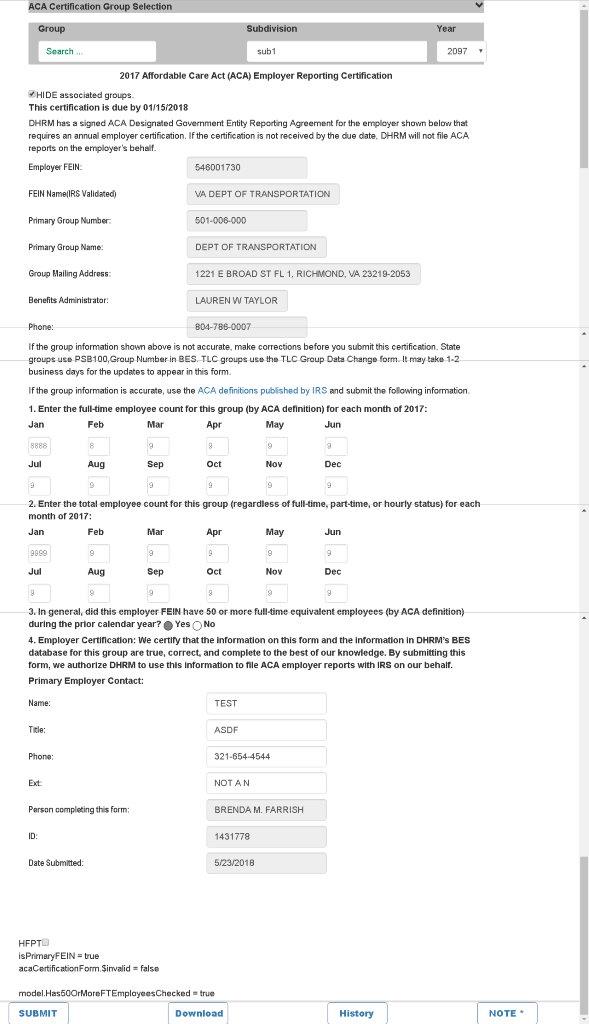 ACA Certification Group Selection
Group Subdivision Year
Search ... sub1 2097
2017 Affordable Care Act (ACA) Employer Reporting Certification
HIDE associated groups.
This certification is due by 01/15/2018
DHRM has a signed ACA Designated Government Entity Reporting Agreement for the employer shown below that
requires an annual employer certification. If the certification is not received by the due date, DHRM will not file ACA
reports on the employer's behalf.
Employer FEIN: 546001730
FEIN Name(IRS Validated) VA DEPT OF TRANSPORTATION
Primary Group Number: 501-006-000
Primary Group Name: DEPT OF TRANSPORTATION
Group Mailing Address: 1221 E BROAD ST FL 1, RICHMOND, VA 23219-2053
Benefits Administrator: LAUREN W TAYLOR
Phone: 804-786-0007
If the group information shown above is not accurate, make corrections before you submit this certification. State
groups use PSB100,Group Number in BES. TLC groups use the TLC Group Data Change form. It may take 1-2
business days for the updates to appear in this form.
If the group information is accurate, use the ACA definitions published by IRS and submit the following information.
1. Enter the full-time employee count for this group (by ACA definition) for each month of 2017:
Jan Feb Mar Apr May Jun
8888 8 9 9 9 9
Jul Aug Sep Oct Nov Dec
9 9 9 9 9 9
2. Enter the total employee count for this group (regardless of full-time, part-time, or hourly status) for each
month of 2017:
Jan Feb Mar Apr May Jun
9999 9 9 9 9 9
Jul Aug Sep Oct Nov Dec
9 9 9 9 9 9
3. In general, did this employer FEIN have 50 or more full-time equivalent employees (by ACA definition)
during the prior calendar year? Yes No
4. Employer Certification: We certify that the information on this form and the information in DHRM's BES
database for this group are true, correct, and complete to the best of our knowledge. By submitting this
form, we authorize DHRM to use this information to file ACA employer reports with IRS on our behalf.
Primary Employer Contact:
Name: TEST
Title: ASDF
Phone: 321-654-4544
Ext: NOT A N
Person completing this form: BRENDA M. FARRISH
ID: 1431778
Date Submitted: 5/23/2018
HFPT
isPrimaryFEIN = true
acaCertificationForm.$invalid = false
model.Has50OrMoreFTEmployeesChecked = true
SUBMIT Download History NOTE *